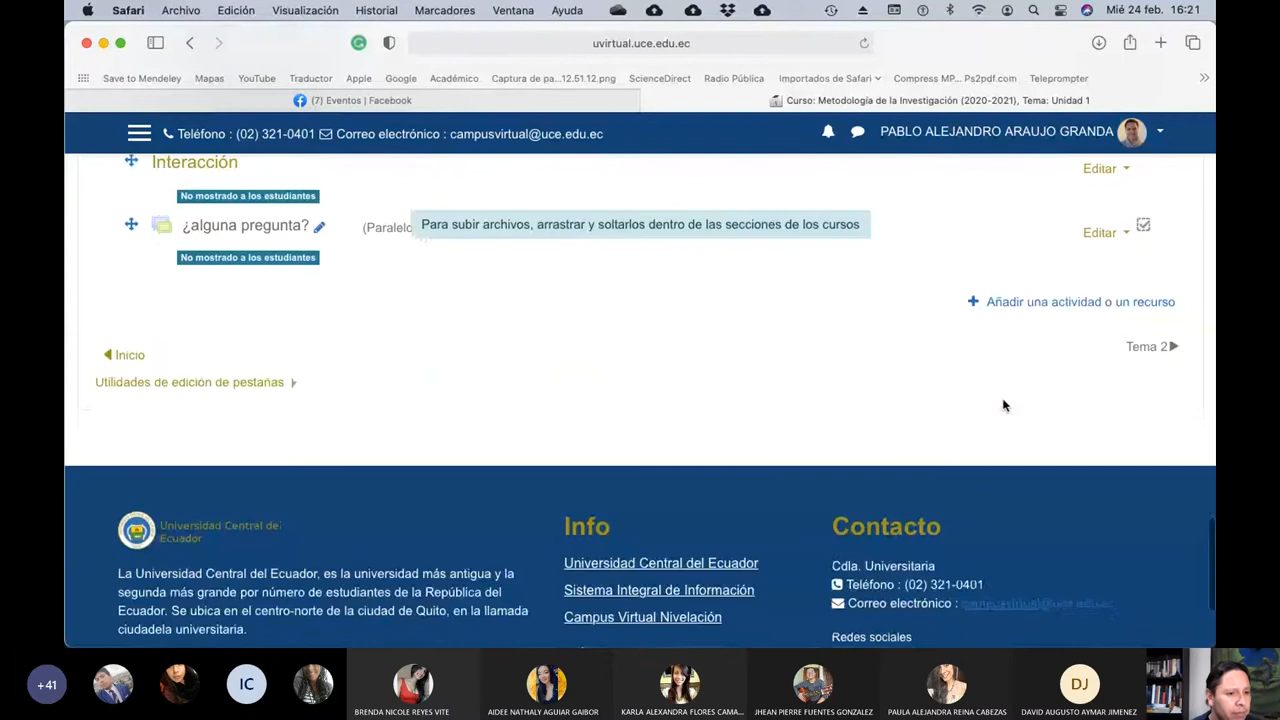 Safari Archivo Edición Visualización Historial Marcadores Ventana Ayuda Mié 24 feb. 16:21
uvirtual.uce.edu.ec
Save to Mendeley Mapas YouTube Traductor Apple Google Académico Captura de pa...12.51.12.png ScienceDirect Radio Pública Importados de Safari Compress MP... Ps2pdf.com Teleprompter
(7) Eventos | Facebook Curso: Metodología de la Investigación (2020-2021), Tema: Unidad 1
Teléfono : (02) 321-0401 Correo electrónico : campusvirtual@uce.edu.ec PABLO ALEJANDRO ARAUJO GRANDA
Interacción Editar
No mostrado a los estudiantes
¿alguna pregunta? (Paralelo Para subir archivos, arrastrar y soltarlos dentro de las secciones de los cursos Editar
No mostrado a los estudiantes
Añadir una actividad o un recurso
Inicio Tema 2
Utilidades de edición de pestañas
Universidad Central del
Ecuador
La Universidad Central del Ecuador, es la universidad más antigua y la
segunda más grande por número de estudiantes de la República del
Ecuador. Se ubica en el centro-norte de la ciudad de Quito, en la llamada
ciudadela universitaria.
Info
Universidad Central del Ecuador
Sistema Integral de Información
Campus Virtual Nivelación
Contacto
Cdla. Universitaria
Teléfono : (02) 321-0401
Correo electrónico : campusvirtual@uce.edu.ec
Redes sociales
+41 IC DJ
BRENDA NICOLE REYES VITE AIDEE NATHALY AGUIAR GAIBOR KARLA ALEXANDRA FLORES CAMA... JHEAN PIERRE FUENTES GONZALEZ PAULA ALEJANDRA REINA CABEZAS DAVID AUGUSTO AYMAR JIMENEZ